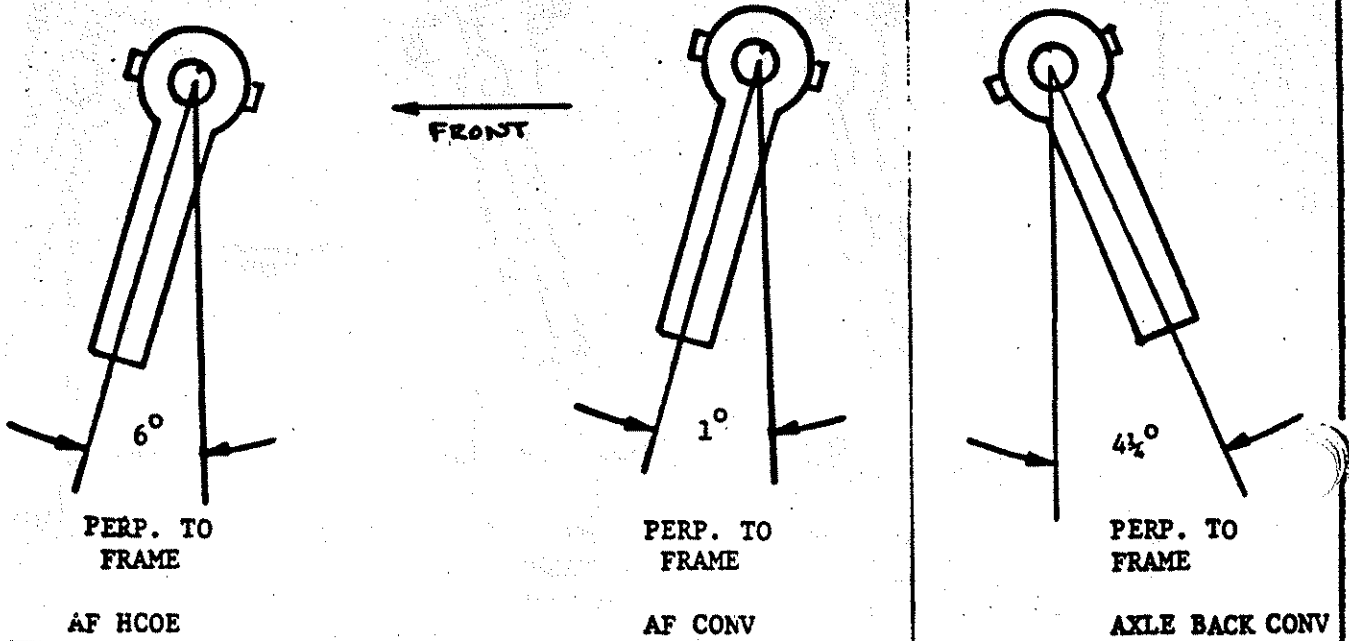 FRONT
6°
PERP. TO
FRAME
AF HCOE
1°
PERP. TO
FRAME
AF CONV
4¼°
PERP. TO
FRAME
AXLE BACK CONV